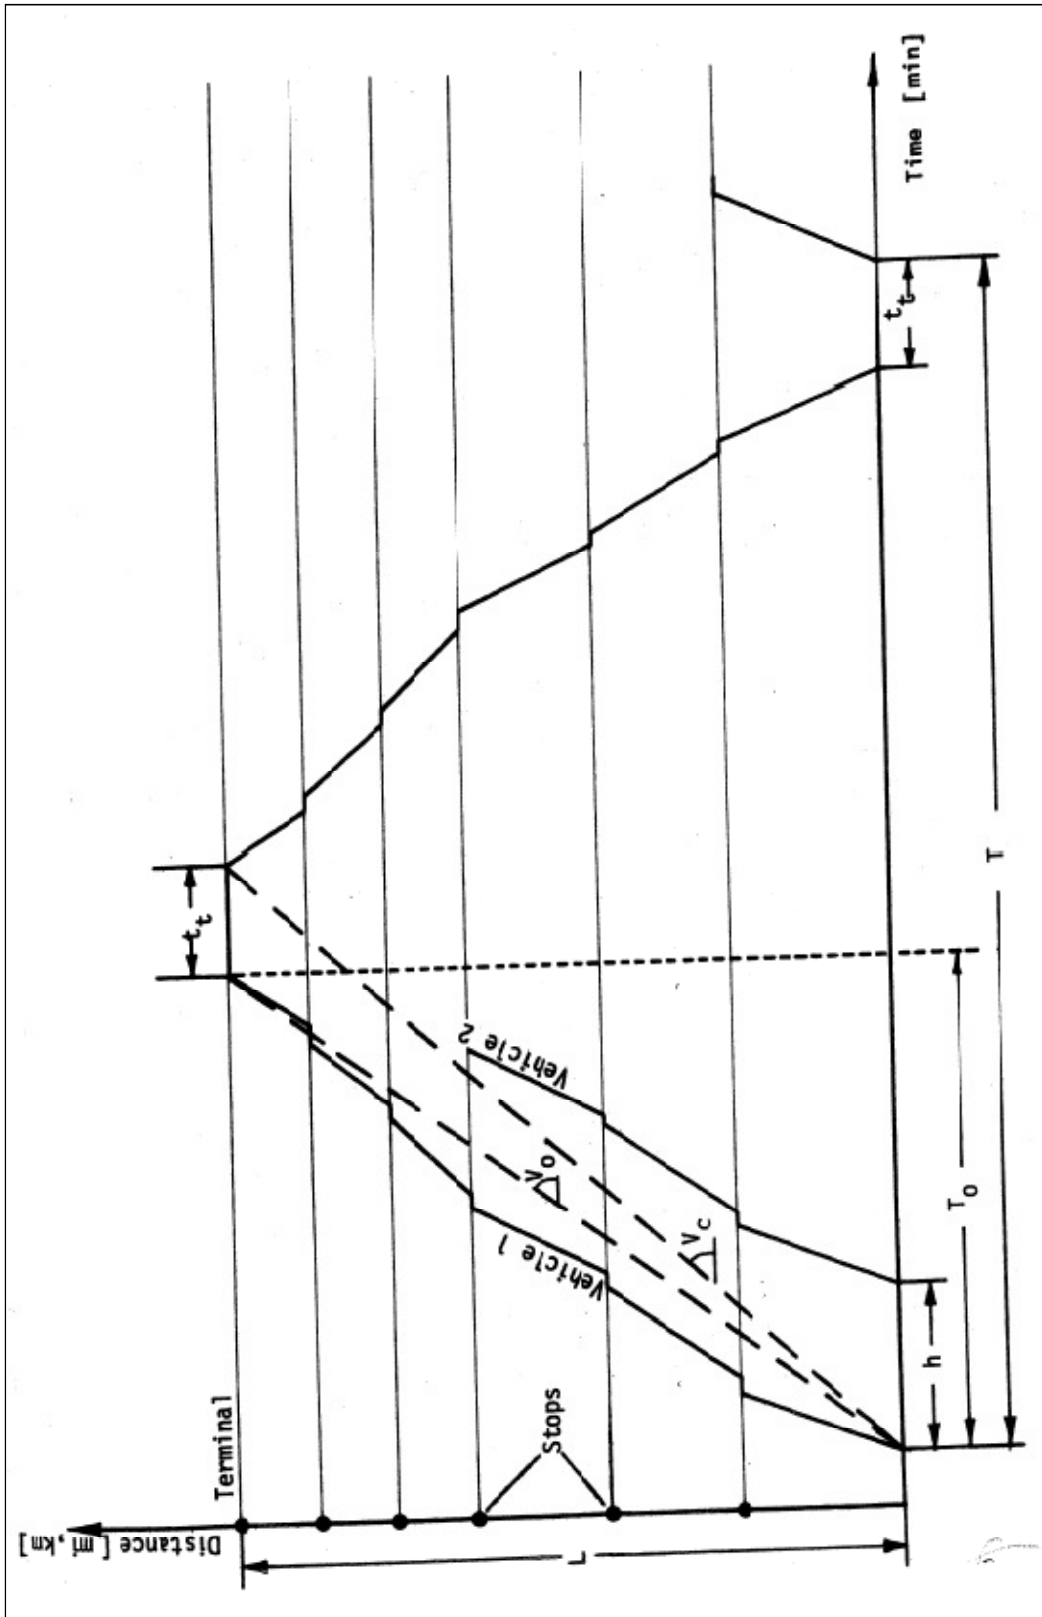 Distance [mi,km]
Terminal
Stops
L
t_t
Vehicle 1
Vehicle 2
V_o
V_c
h
T_o
T
t_t
Time [min]